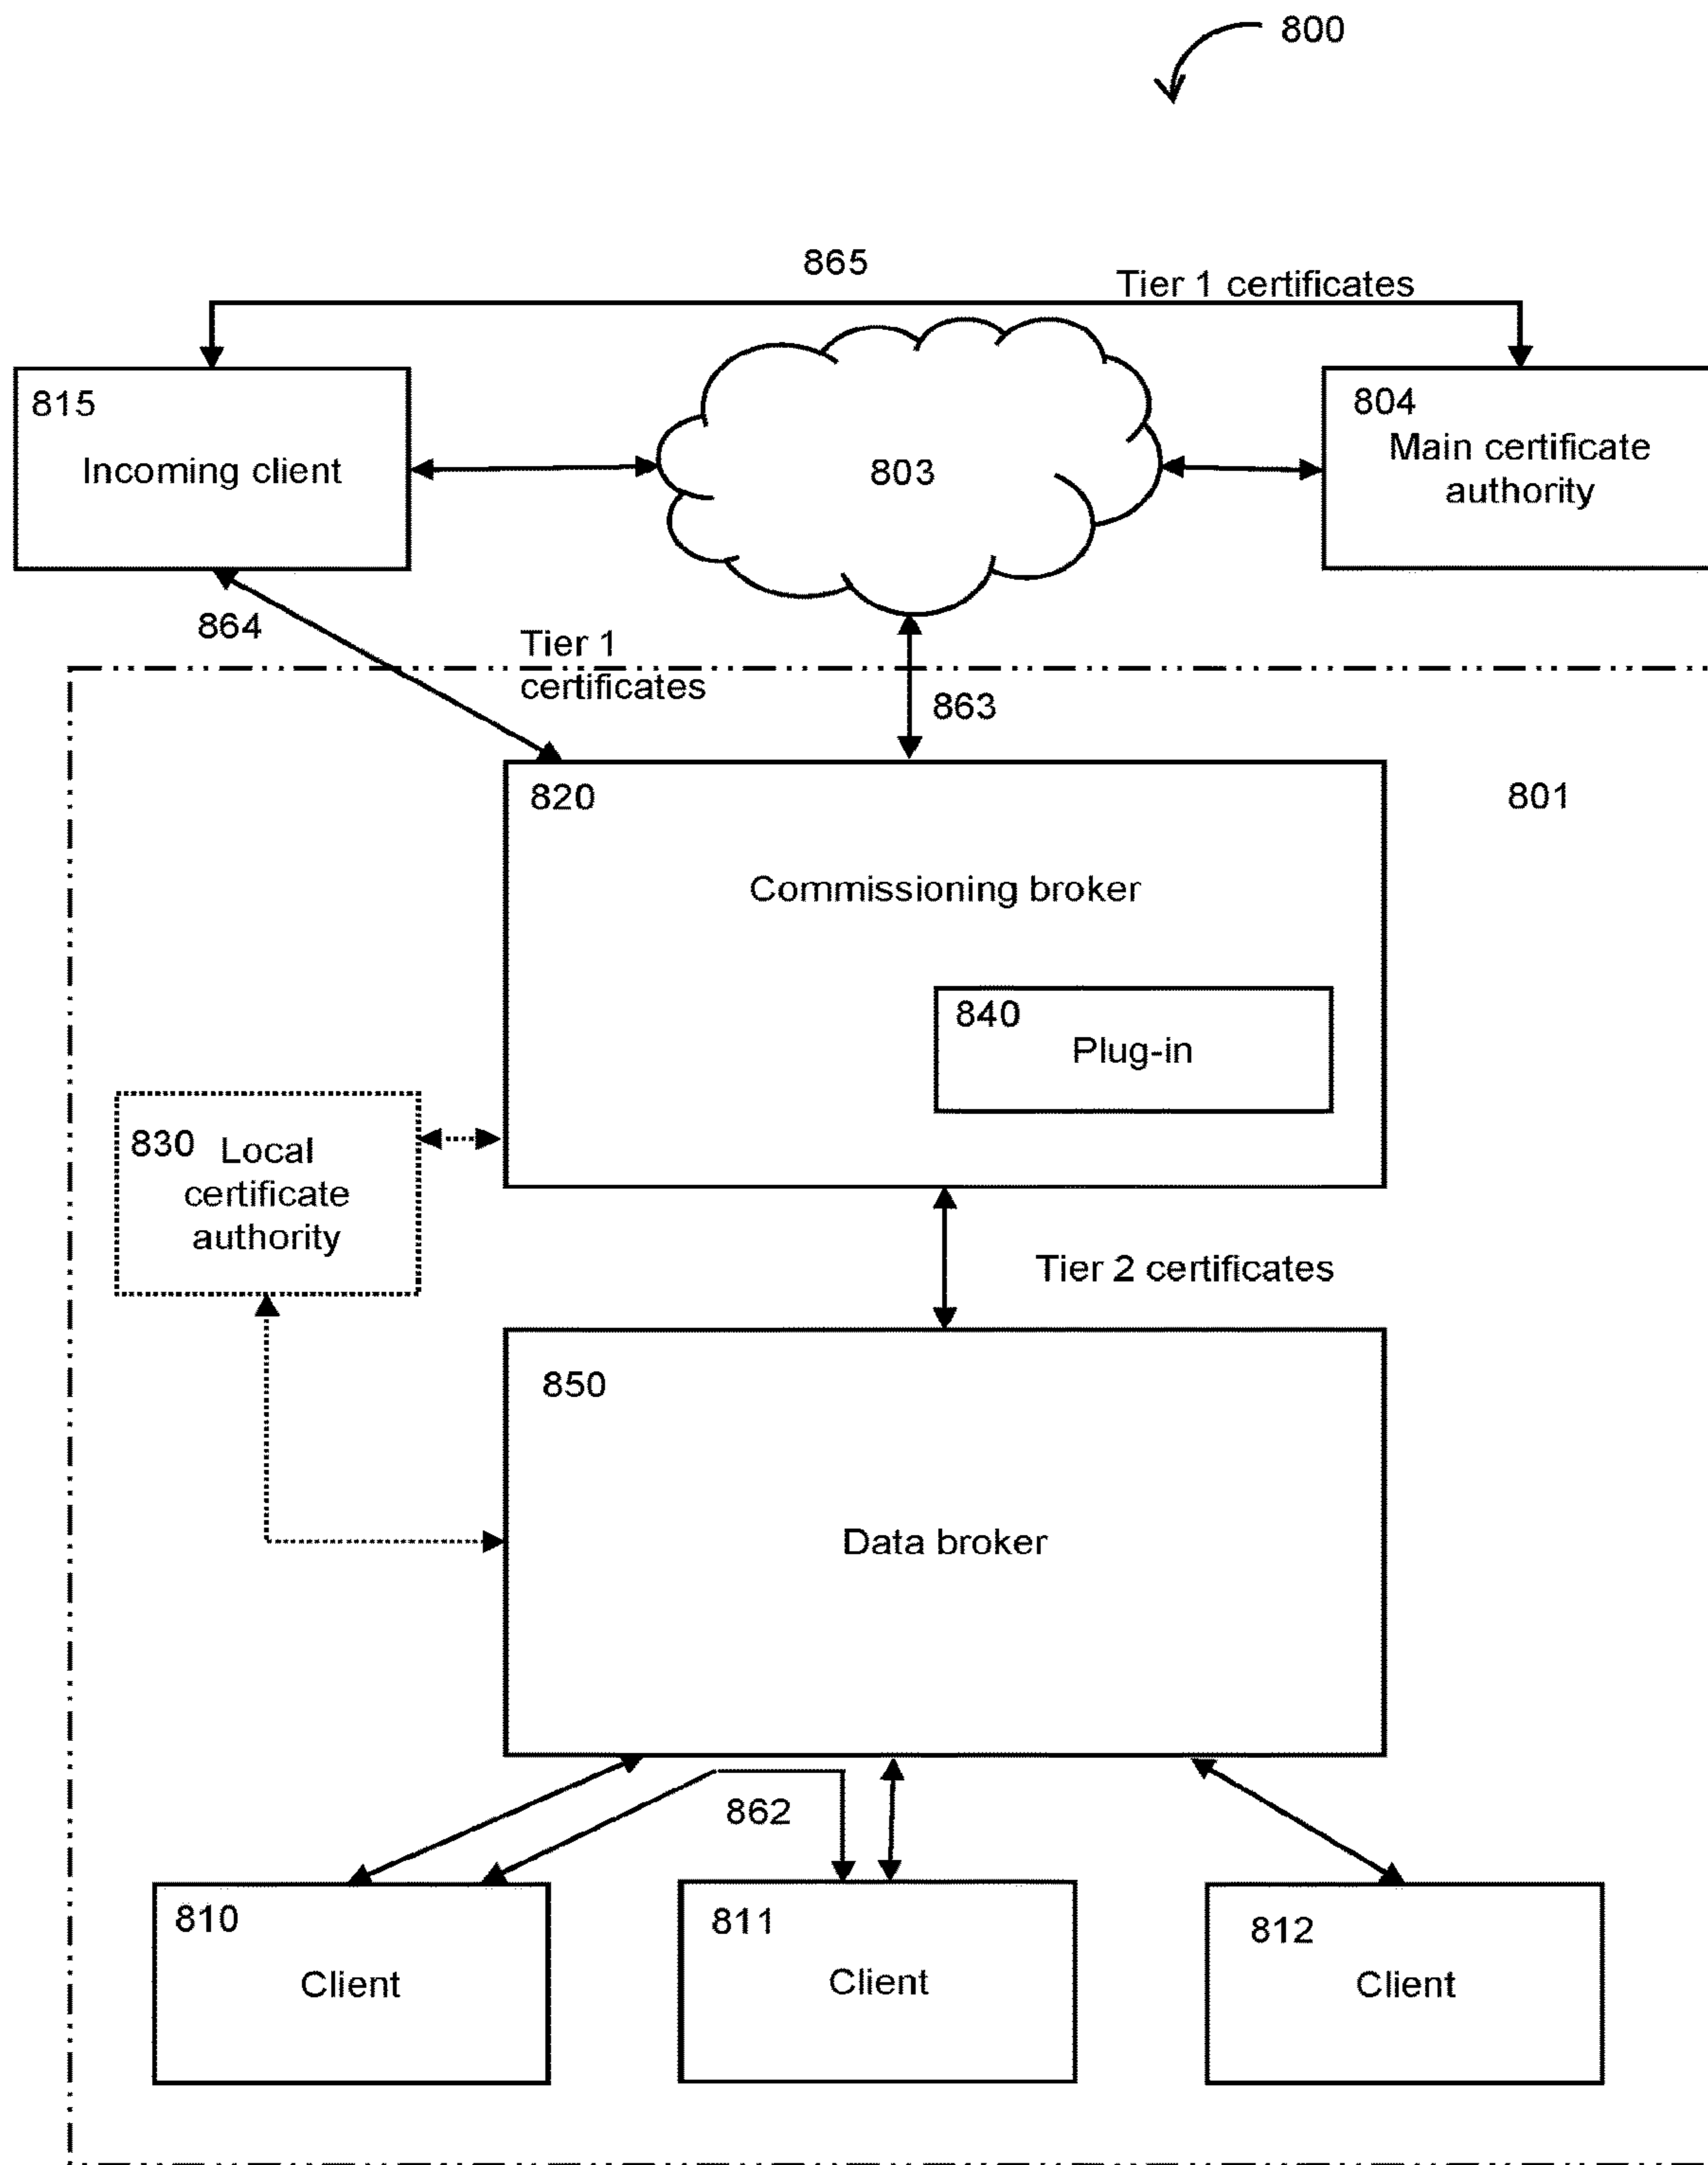 800
865
Tier 1 certificates
815
Incoming client
803
804
Main certificate
authority
864
Tier 1
certificates
863
820
801
Commissioning broker
840
Plug-in
830
Local
certificate
authority
Tier 2 certificates
850
Data broker
862
810
Client
811
Client
812
Client